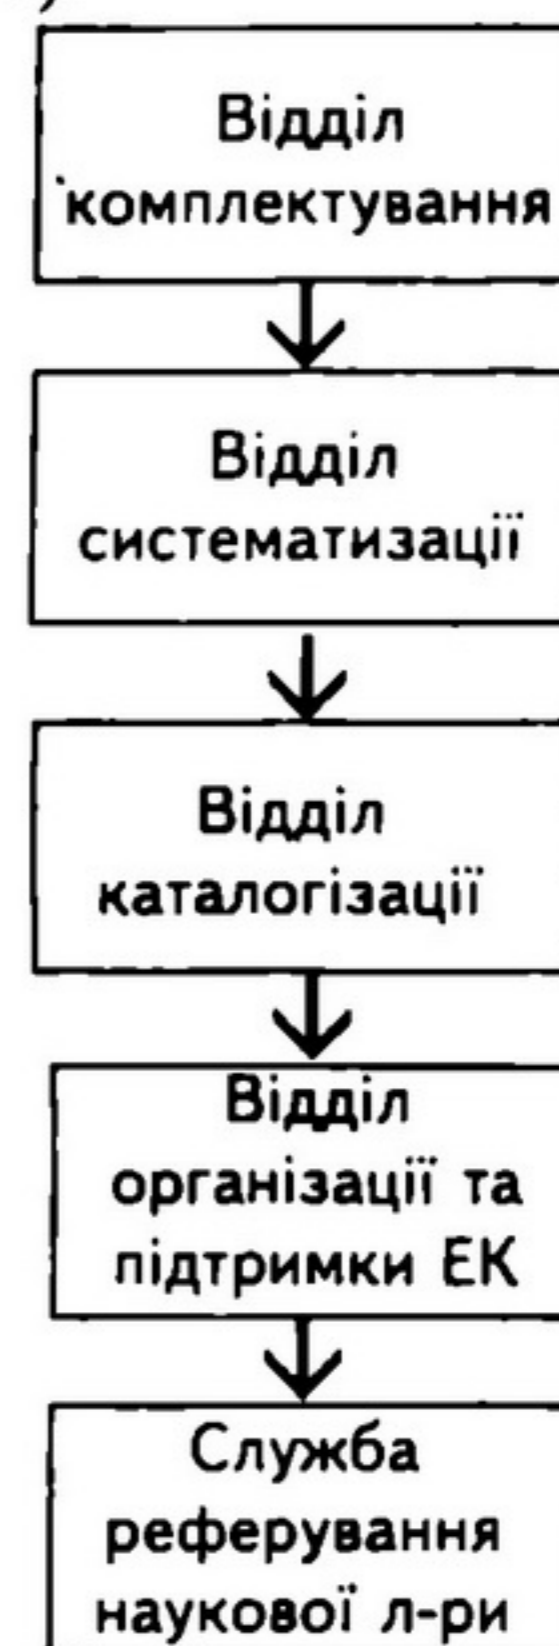 Відділ
комплектування
Відділ
систематизації
Відділ
каталогізації
Відділ
організації та
підтримки ЕК
Служба
реферування
наукової л-ри